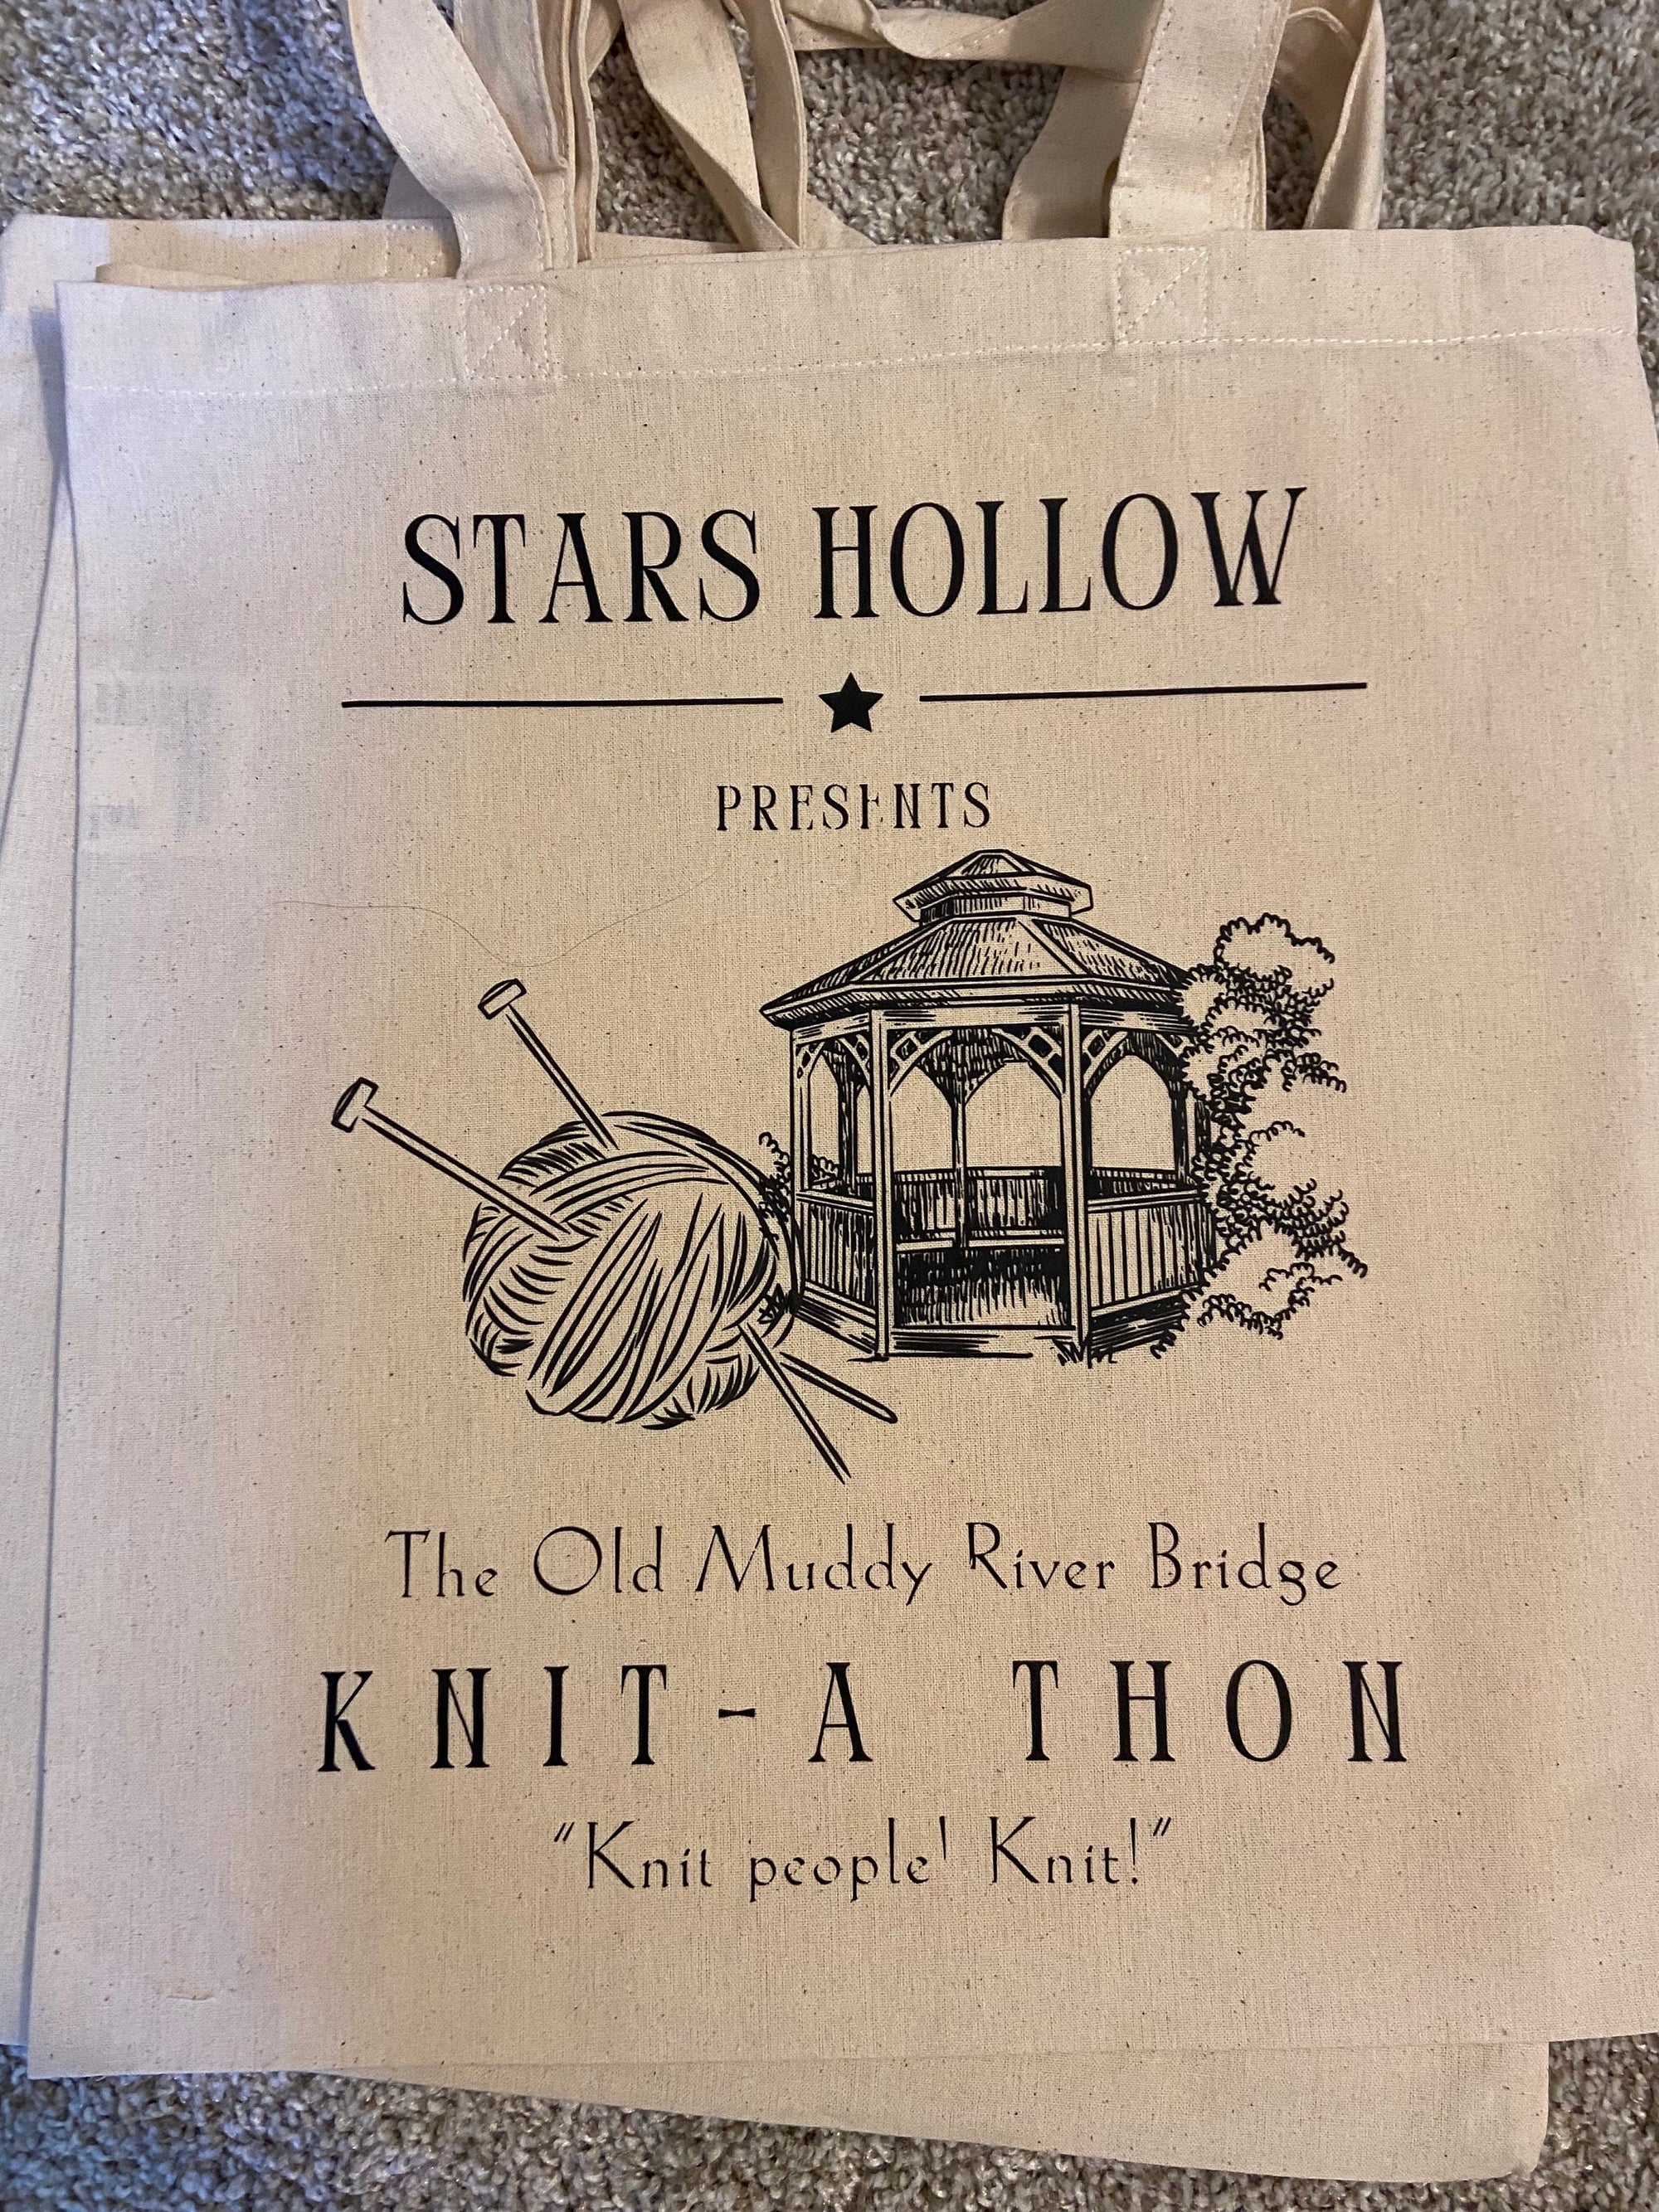 STARS HOLLOW
PRESENTS
The Old Muddy River Bridge
KNIT-A THON
"Knit people! Knit!"